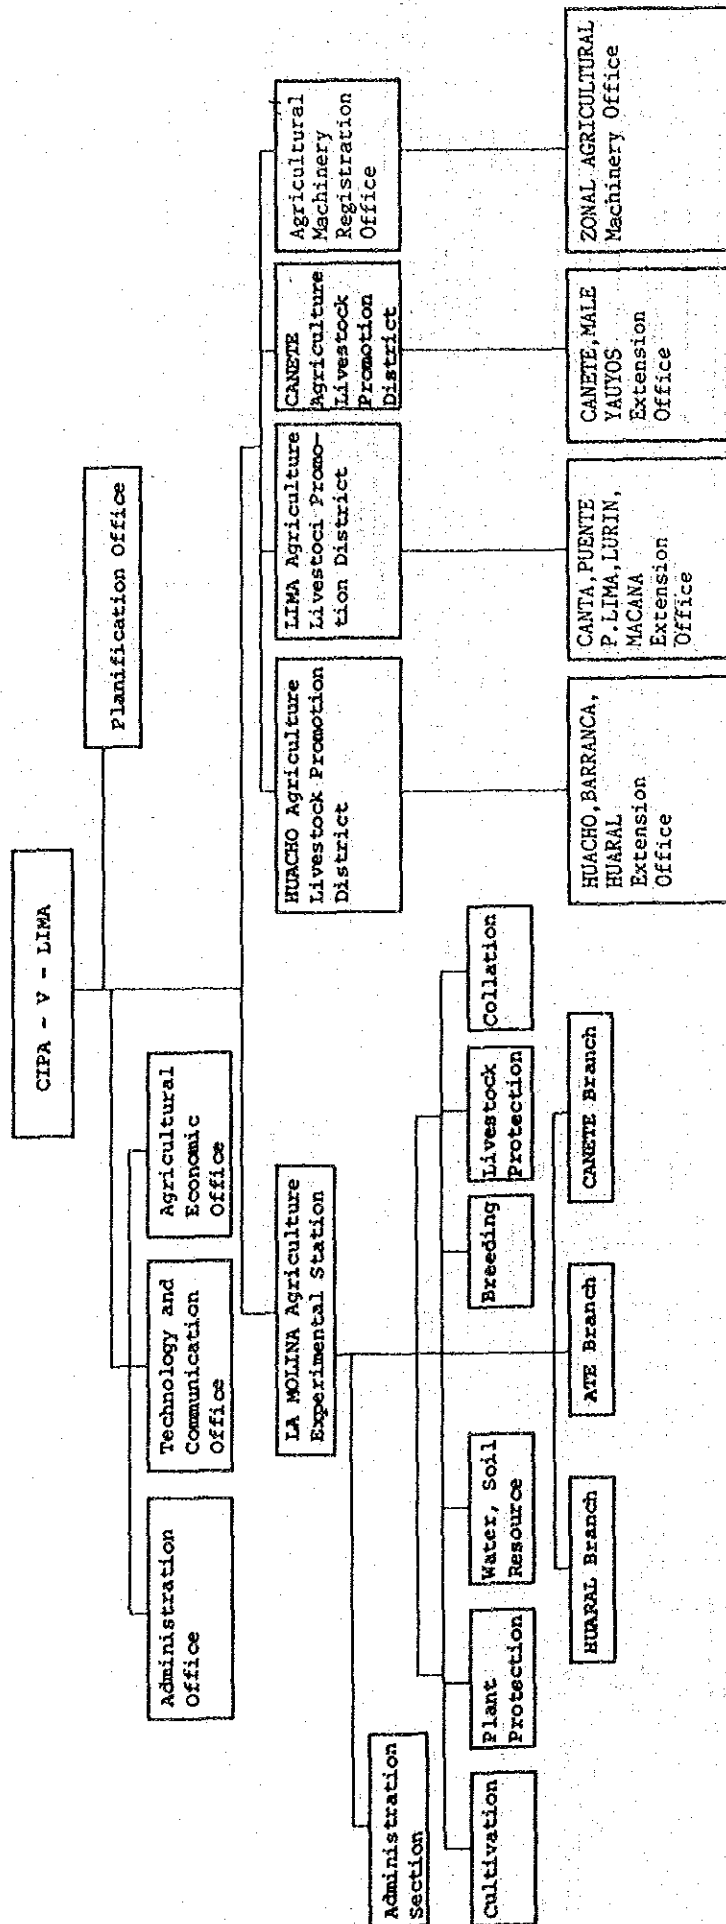 CIPA - V - LIMA
Planification Office
Administration
Office
Technology and
Communication
Office
Agricultural
Economic
Office
LA MOLINA Agriculture
Experimental Station
HUACHO Agriculture
Livestock Promotion
District
LIMA Agriculture
Livestoci Promo-
tion District
CANETE
Agriculture
Livestock
Promotion
District
Agricultural
Machinery
Registration
Office
Administration
Section
Cultivation
Plant
Protection
Water, Soil
Resource
Breeding
Livestock
Protection
Collation
HUARAL Branch
ATE Branch
CANETE Branch
HUACHO,BARRANCA,
HUARAL
Extension
Office
CANTA,PUENTE
P.LIMA,LURIN,
MACANA
Extension
Office
CANETE,MALE
YAUYOS
Extension
Office
ZONAL AGRICULTURAL
Machinery Office